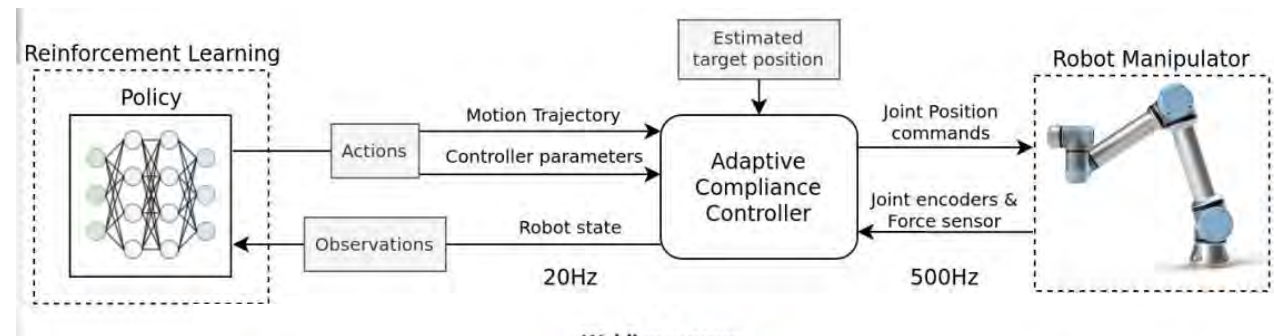 Reinforcement Learning
Policy
Actions
Motion Trajectory
Controller parameters
Observations
Robot state
20Hz
Estimated
target position
Adaptive
Compliance
Controller
Joint Position
commands
Joint encoders &
Force sensor
500Hz
Robot Manipulator